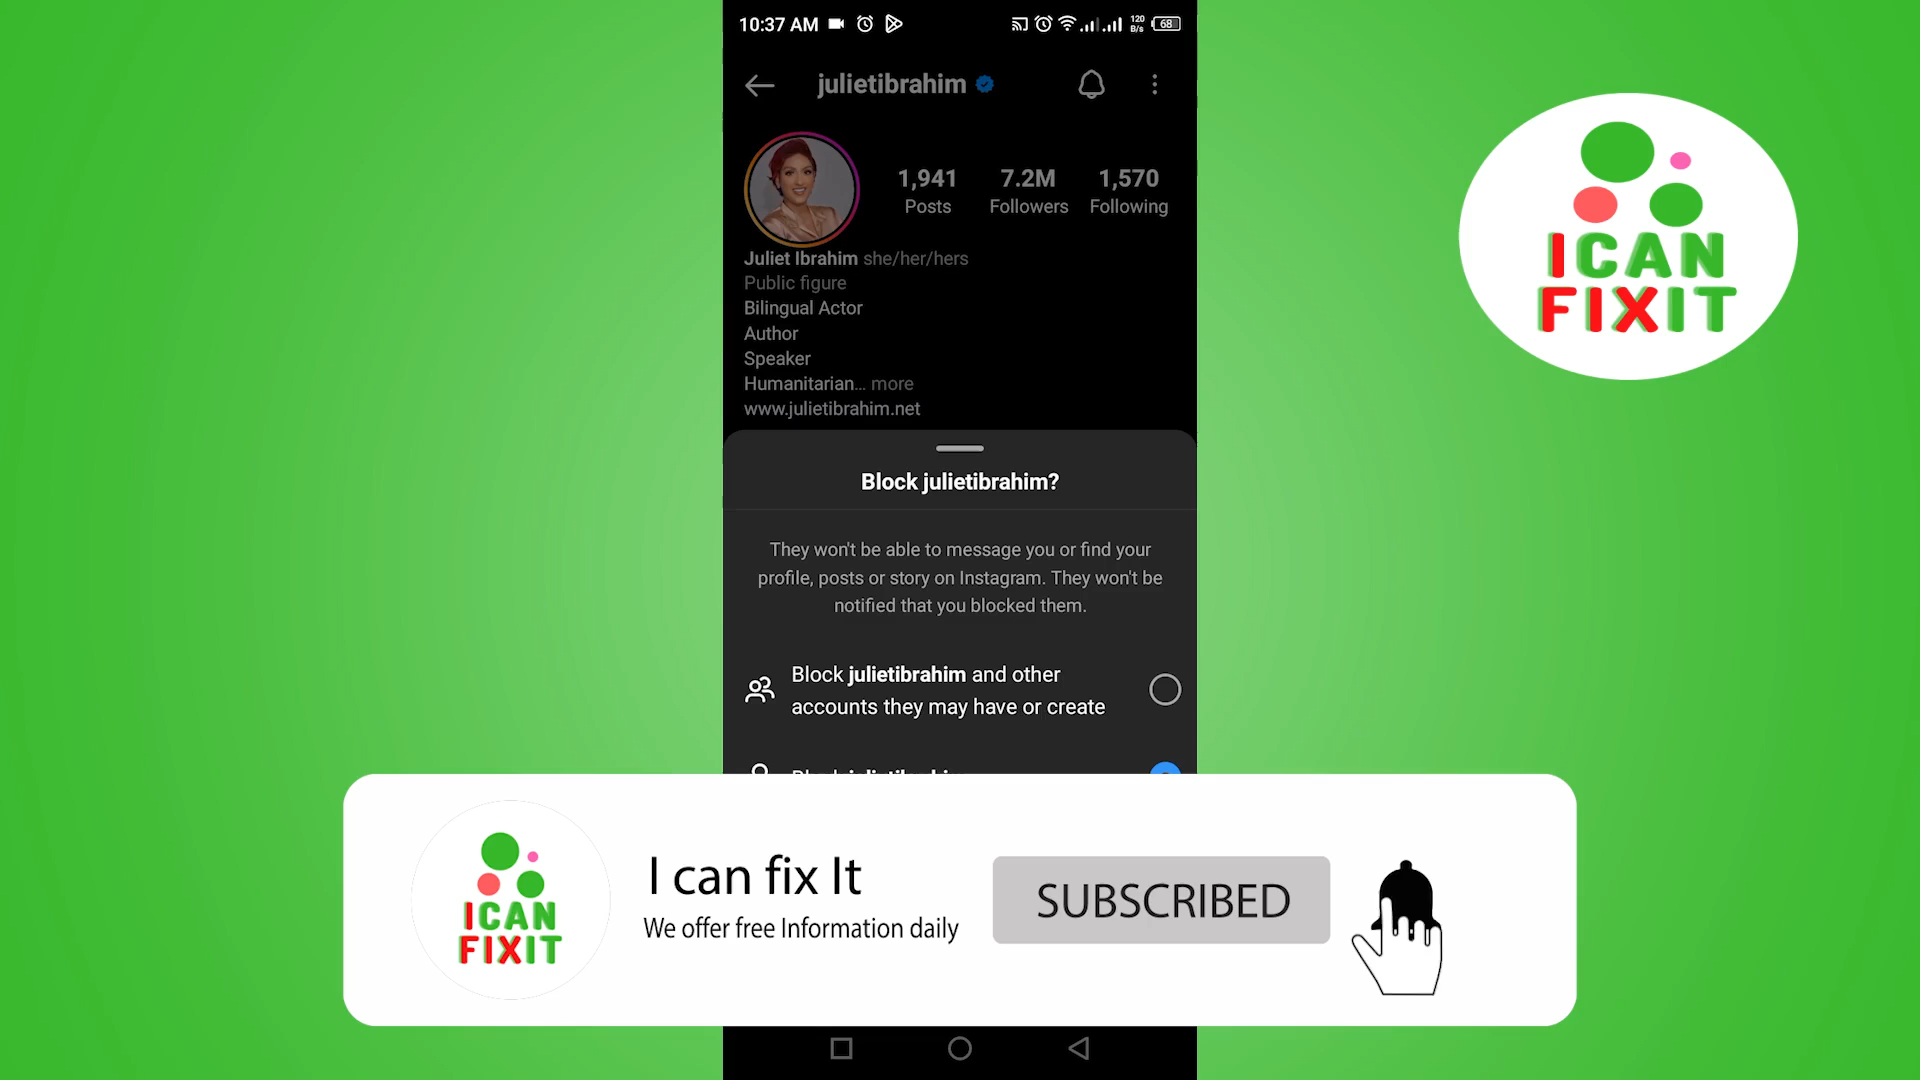 10:37 AM
120
B/s
68
julietibrahim
1,941
7.2M
1,570
Posts
Followers
Following
Juliet Ibrahim she/her/hers
Public figure
Bilingual Actor
Author
Speaker
Humanitarian... more
www.julietibrahim.net
Block julietibrahim?
They won't be able to message you or find your
profile, posts or story on Instagram. They won't be
notified that you blocked them.
Block julietibrahim and other
accounts they may have or create
Block julietibrahim
ICAN
FIXIT
ICAN
FIXIT
I can fix It
We offer free Information daily
SUBSCRIBED